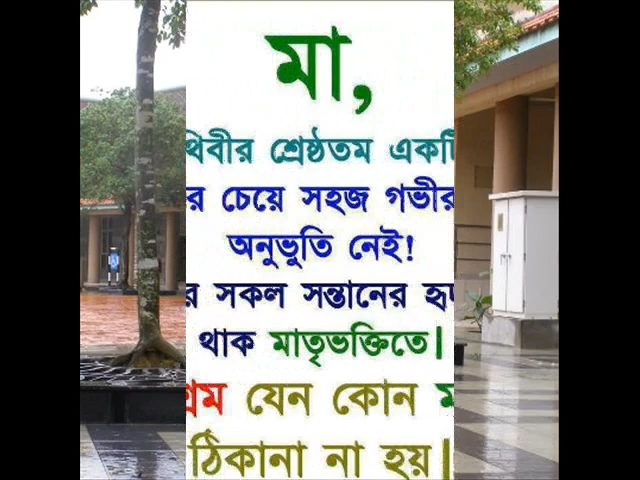 মা,
শ্রেষ্ঠতম
চেয়ে সহজ গভীর
অনুভুতি নেই!
সকল সন্তানের
থাক মাতৃভক্তিতে|
যেন কোন
ঠিকানা না হয়|